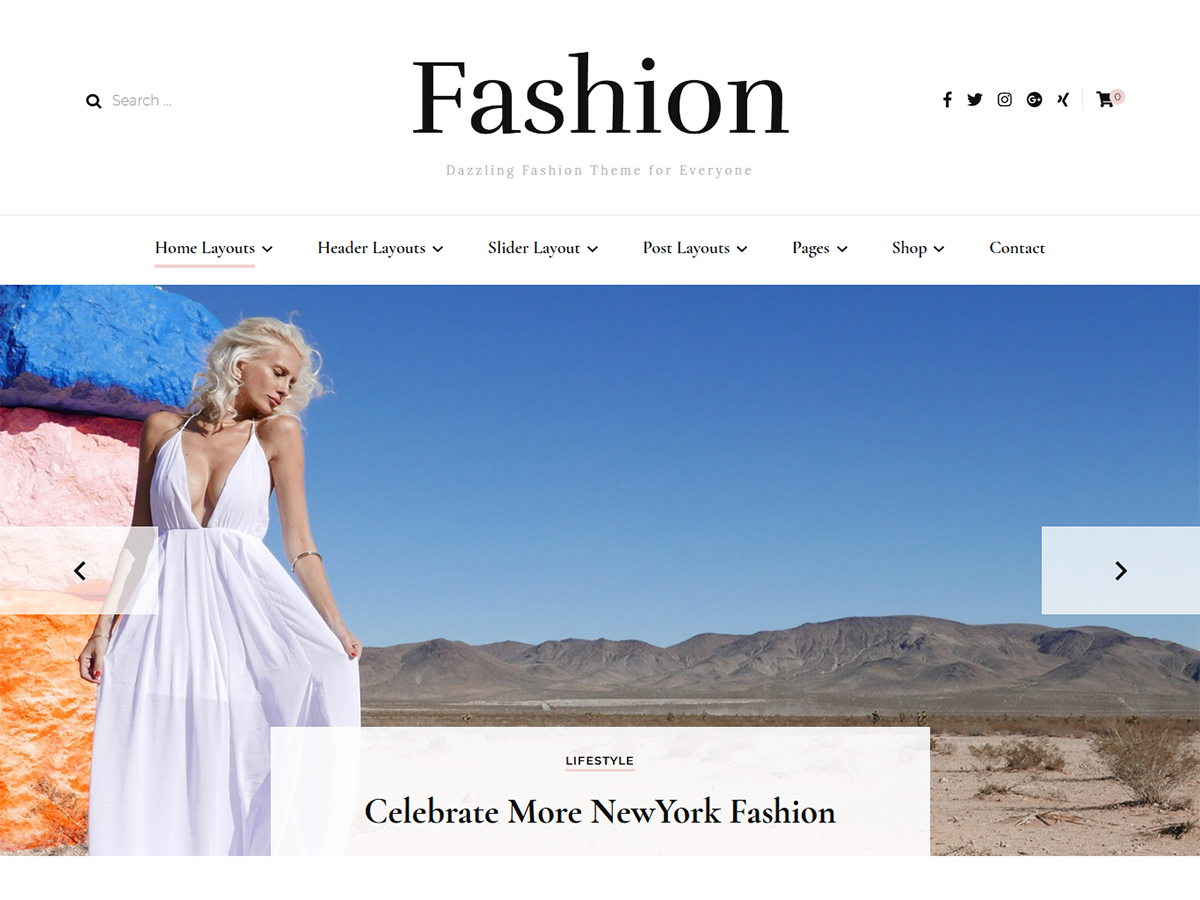 Search ...
Fashion
0
Dazzling Fashion Theme for Everyone
Home Layouts Header Layouts Slider Layout Post Layouts Pages Shop Contact
LIFESTYLE
Celebrate More NewYork Fashion